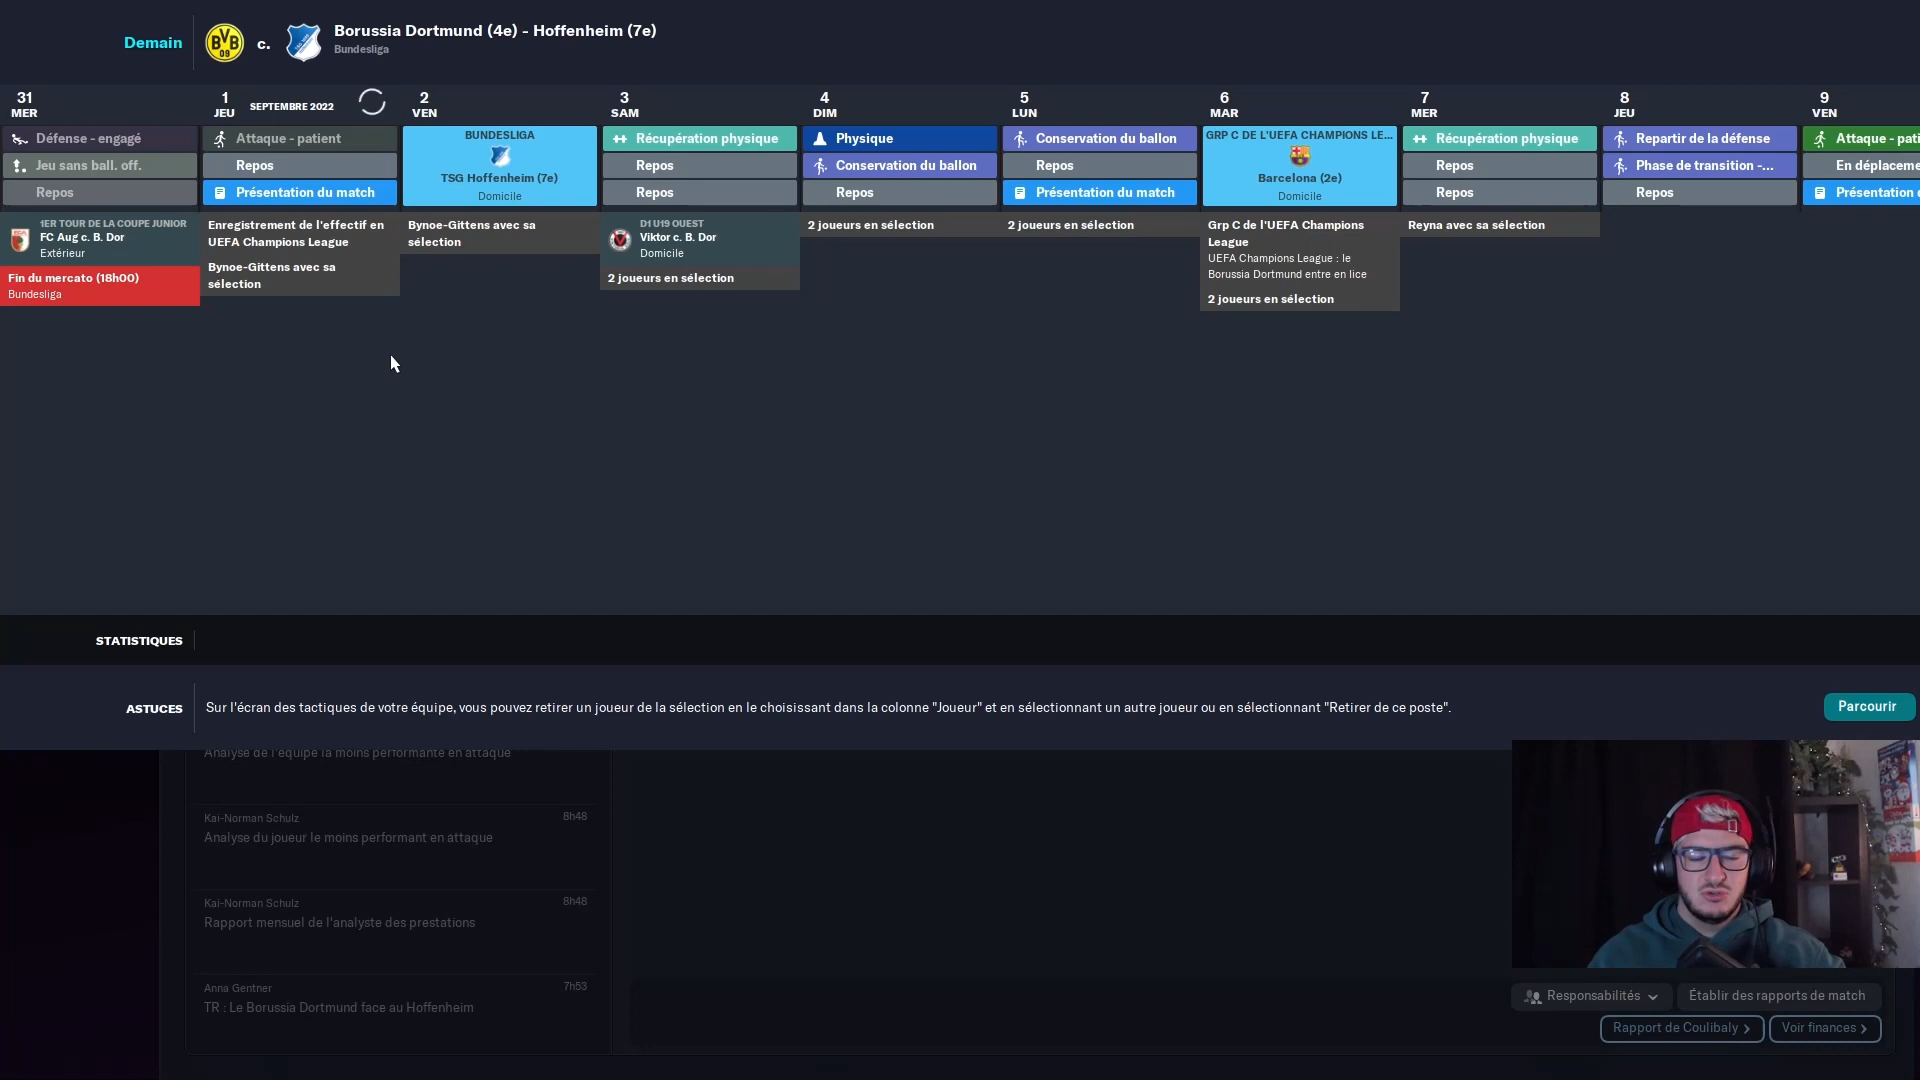 Demain
c.
Borussia Dortmund (4e) - Hoffenheim (7e)
Bundesliga
31
MER
1
JEU
SEPTEMBRE 2022
2
VEN
3
SAM
4
DIM
5
LUN
6
MAR
7
MER
8
JEU
9
VEN
Défense - engagé
Jeu sans ball. off.
Repos
1ER TOUR DE LA COUPE JUNIOR
FC Aug c. B. Dor
Extérieur
Fin du mercato (18h00)
Bundesliga
Attaque - patient
Repos
Présentation du match
Enregistrement de l'effectif en
UEFA Champions League
Bynoe-Gittens avec sa
sélection
BUNDESLIGA
TSG Hoffenheim (7e)
Domicile
Bynoe-Gittens avec sa
sélection
Récupération physique
Repos
Repos
D1 U19 OUEST
Viktor c. B. Dor
Domicile
2 joueurs en sélection
Physique
Conservation du ballon
Repos
2 joueurs en sélection
Conservation du ballon
Repos
Présentation du match
2 joueurs en sélection
GRP C DE L'UEFA CHAMPIONS LE...
Barcelona (2e)
Domicile
Grp C de l'UEFA Champions
League
UEFA Champions League : le
Borussia Dortmund entre en lice
2 joueurs en sélection
Récupération physique
Repos
Repos
Reyna avec sa sélection
Repartir de la défense
Phase de transition -...
Repos
Attaque - pati
En déplaceme
Présentation
STATISTIQUES
ASTUCES
Sur l'écran des tactiques de votre équipe, vous pouvez retirer un joueur de la sélection en le choisissant dans la colonne "Joueur" et en sélectionnant un autre joueur ou en sélectionnant "Retirer de ce poste".
Parcourir
Analyse de l'équipe la moins performante en attaque
Kai-Norman Schulz
8h48
Analyse du joueur le moins performant en attaque
Kai-Norman Schulz
8h48
Rapport mensuel de l'analyste des prestations
Anna Gentner
7h53
TR : Le Borussia Dortmund face au Hoffenheim
Responsabilités
Établir des rapports de match
Rapport de Coulibaly
Voir finances